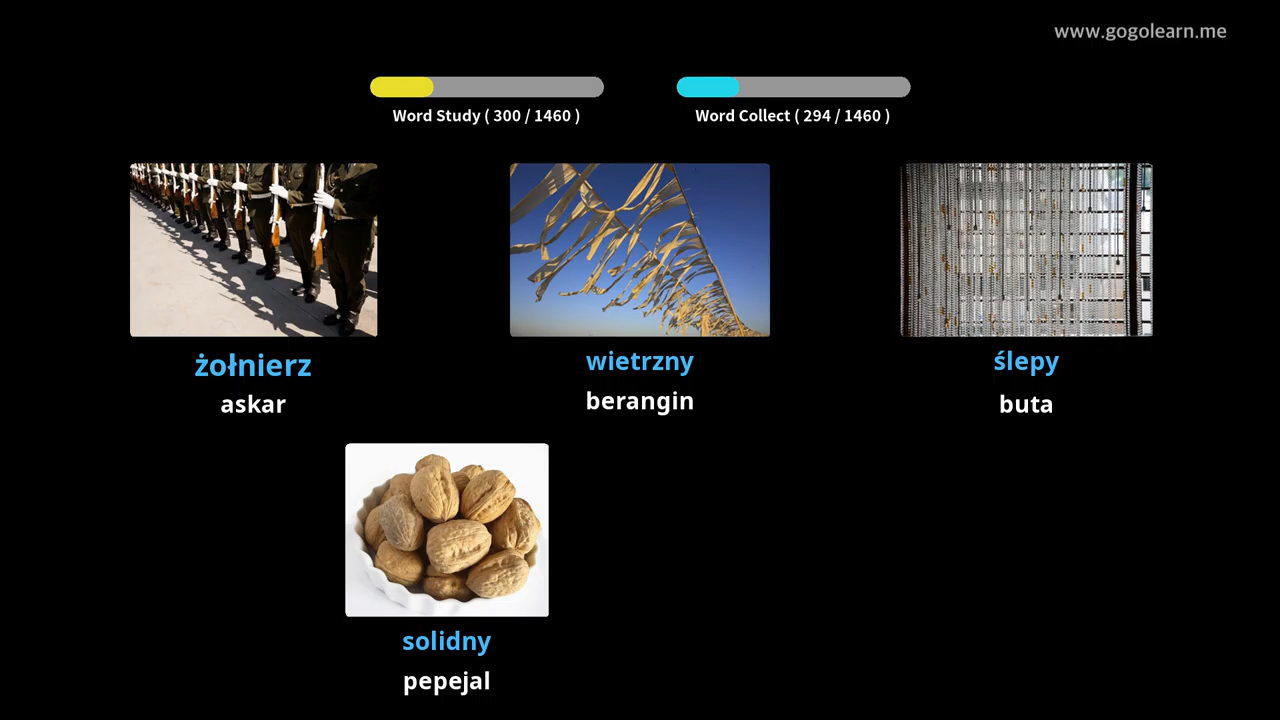 www.gogolearn.me
Word Study ( 300 / 1460 )
Word Collect ( 294 / 1460 )
żołnierz
askar
wietrzny
berangin
ślepy
buta
solidny
pepejal